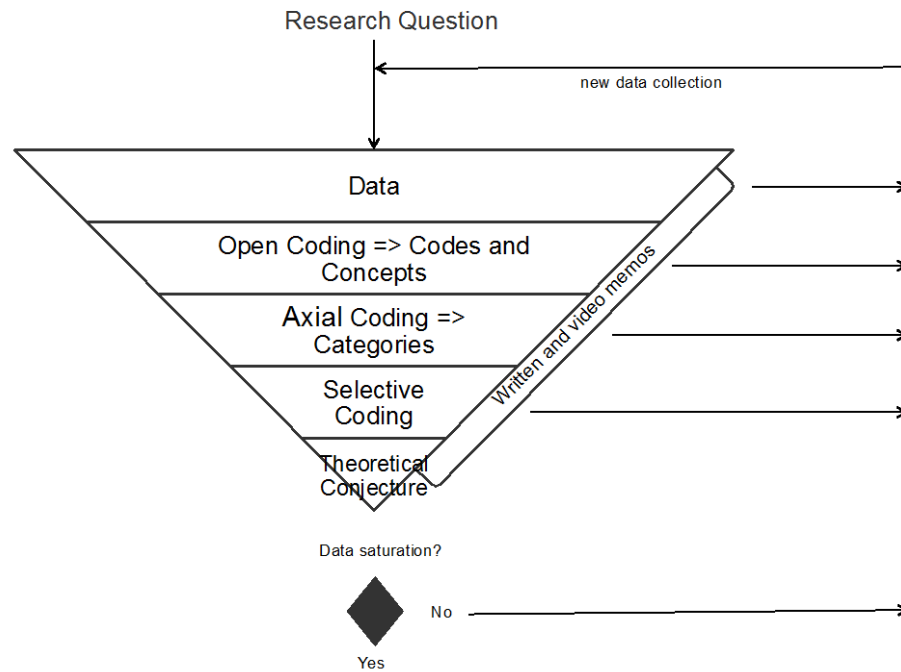 Research Question
new data collection
Data
Open Coding => Codes and
Concepts
Axial Coding =>
Categories
Selective
Coding
Theoretical
Conjecture
Written and video memos
Data saturation?
No
Yes